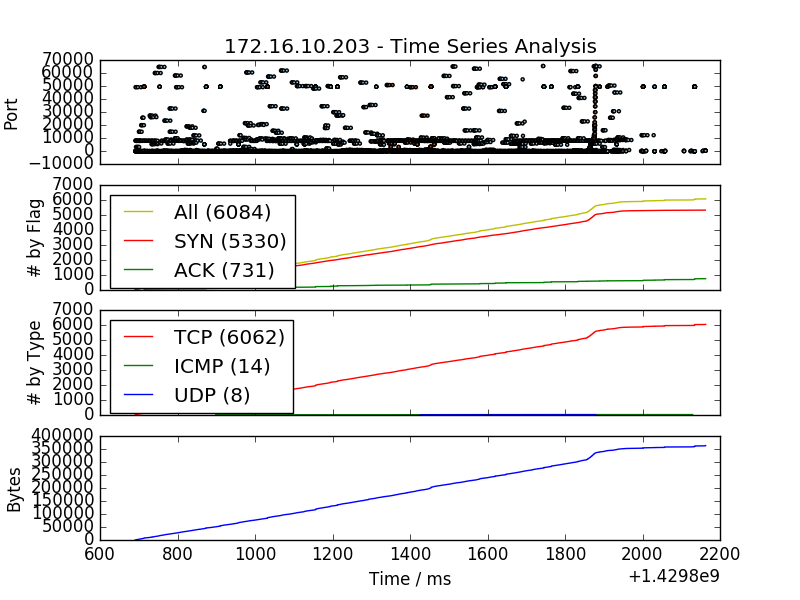 172.16.10.203 - Time Series Analysis
Port
70000
60000
50000
40000
30000
20000
10000
0
−10000
# by Flag
7000
6000
5000
4000
3000
2000
1000
0
All (6084)
SYN (5330)
ACK (731)
# by Type
7000
6000
5000
4000
3000
2000
1000
0
TCP (6062)
ICMP (14)
UDP (8)
Bytes
400000
350000
300000
250000
200000
150000
100000
50000
0
600 800 1000 1200 1400 1600 1800 2000 2200
Time / ms
+1.4298e9